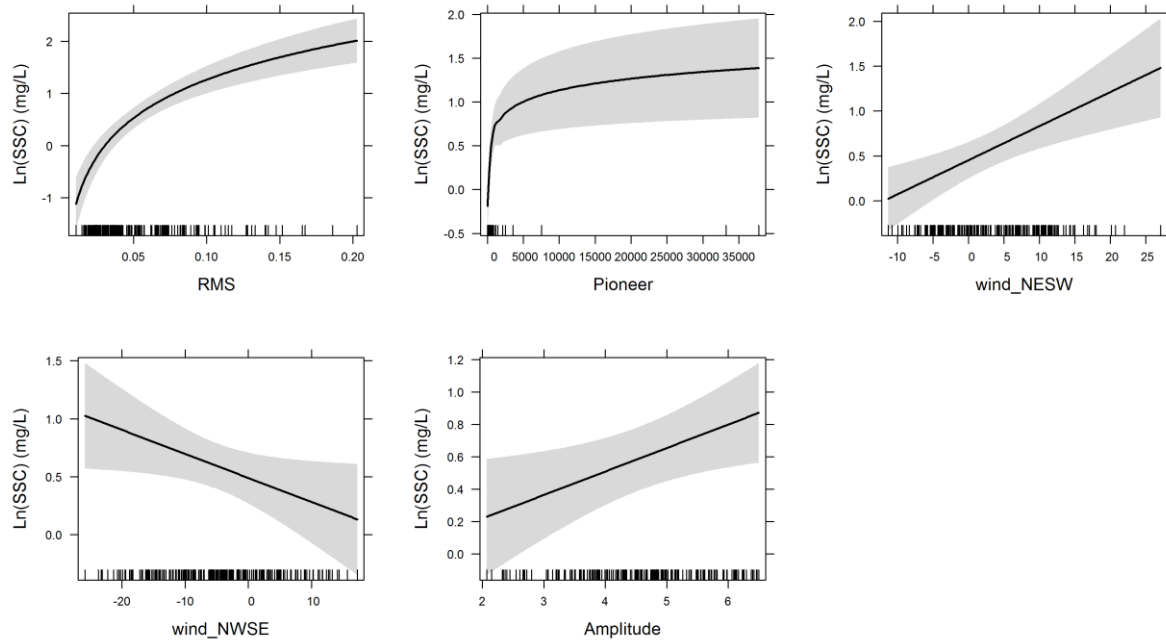 Ln(SSC) (mg/L)
2
1
0
-1
0.05 0.10 0.15 0.20
RMS
Ln(SSC) (mg/L)
2.0
1.5
1.0
0.5
0.0
-0.5
0 5000 10000 15000 20000 25000 30000 35000
Pioneer
Ln(SSC) (mg/L)
2.0
1.5
1.0
0.5
0.0
-10 -5 0 5 10 15 20 25
wind_NESW
Ln(SSC) (mg/L)
1.5
1.0
0.5
0.0
-20 -10 0 10
wind_NWSE
Ln(SSC) (mg/L)
1.2
1.0
0.8
0.6
0.4
0.2
0.0
2 3 4 5 6
Amplitude